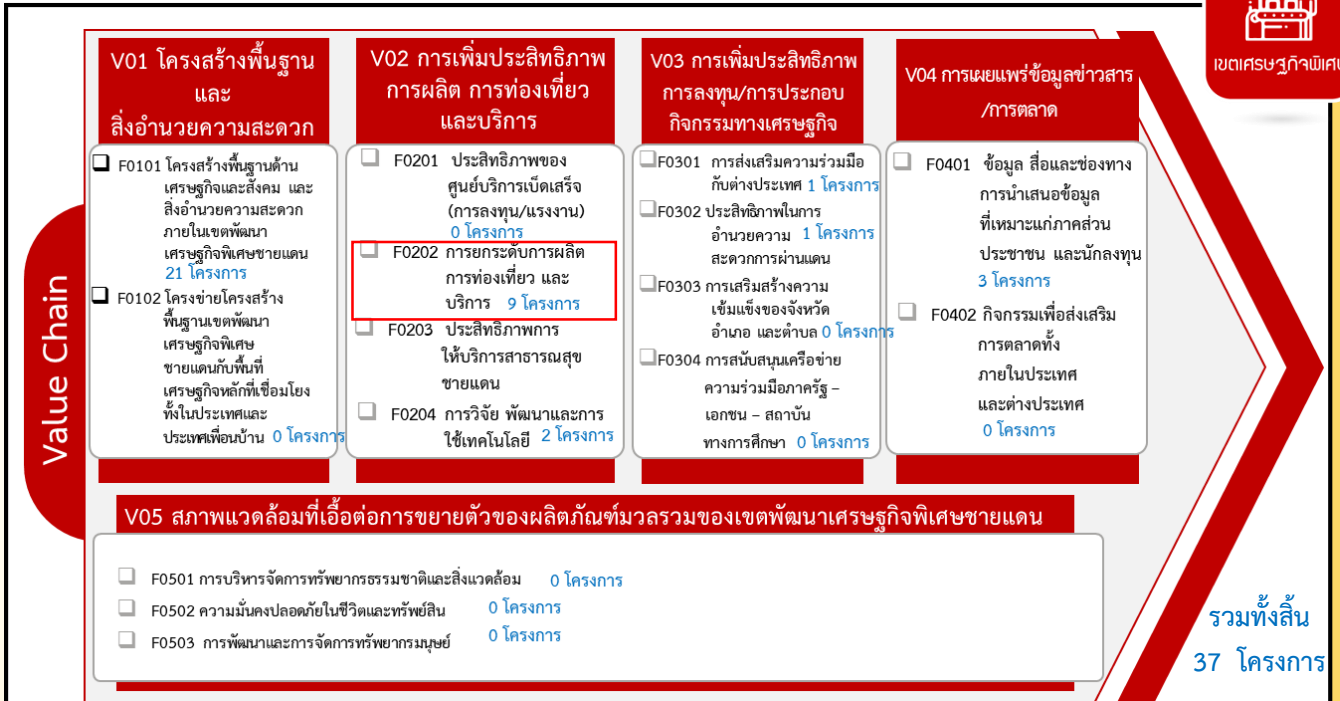 เขตเศรษฐกิจพิเศษ
Value Chain
V01 โครงสร้างพื้นฐาน
และ
สิ่งอำนวยความสะดวก
F0101 โครงสร้างพื้นฐานด้าน
เศรษฐกิจและสังคม และ
สิ่งอำนวยความสะดวก
ภายในเขตพัฒนา
เศรษฐกิจพิเศษชายแดน
21 โครงการ
F0102 โครงข่ายโครงสร้าง
พื้นฐานเขตพัฒนา
เศรษฐกิจพิเศษ
ชายแดนกับพื้นที่
เศรษฐกิจหลักที่เชื่อมโยง
ทั้งในประเทศและ
ประเทศเพื่อนบ้าน 0 โครงการ
V02 การเพิ่มประสิทธิภาพ
การผลิต การท่องเที่ยว
และบริการ
F0201 ประสิทธิภาพของ
ศูนย์บริการเบ็ดเสร็จ
(การลงทุน/แรงงาน)
0 โครงการ
F0202 การยกระดับการผลิต
การท่องเที่ยว และ
บริการ 9 โครงการ
F0203 ประสิทธิภาพการ
ให้บริการสาธารณสุข
ชายแดน
F0204 การวิจัย พัฒนาและการ
ใช้เทคโนโลยี 2 โครงการ
V03 การเพิ่มประสิทธิภาพ
การลงทุน/การประกอบ
กิจกรรมทางเศรษฐกิจ
F0301 การส่งเสริมความร่วมมือ
กับต่างประเทศ 1 โครงการ
F0302 ประสิทธิภาพในการ
อำนวยความ 1 โครงการ
สะดวกการผ่านแดน
F0303 การเสริมสร้างความ
เข้มแข็งของจังหวัด
อำเภอ และตำบล 0 โครงการ
F0304 การสนับสนุนเครือข่าย
ความร่วมมือภาครัฐ –
เอกชน – สถาบัน
ทางการศึกษา 0 โครงการ
V04 การเผยแพร่ข้อมูลข่าวสาร
/การตลาด
F0401 ข้อมูล สื่อและช่องทาง
การนำเสนอข้อมูล
ที่เหมาะแก่ภาคส่วน
ประชาชน และนักลงทุน
3 โครงการ
F0402 กิจกรรมเพื่อส่งเสริม
การตลาดทั้ง
ภายในประเทศ
และต่างประเทศ
0 โครงการ
V05 สภาพแวดล้อมที่เอื้อต่อการขยายตัวของผลิตภัณฑ์มวลรวมของเขตพัฒนาเศรษฐกิจพิเศษชายแดน
F0501 การบริหารจัดการทรัพยากรธรรมชาติและสิ่งแวดล้อม 0 โครงการ
F0502 ความมั่นคงปลอดภัยในชีวิตและทรัพย์สิน 0 โครงการ
F0503 การพัฒนาและการจัดการทรัพยากรมนุษย์ 0 โครงการ
รวมทั้งสิ้น
37 โครงการ